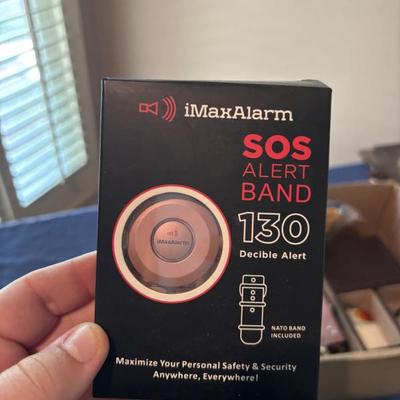 iMaxAlarm
SOS
ALERT
BAND
130
Decible Alert
iMaxAlarm
NATO BAND
INCLUDED
Maximize Your Personal Safety & Security
Anywhere, Everywhere!